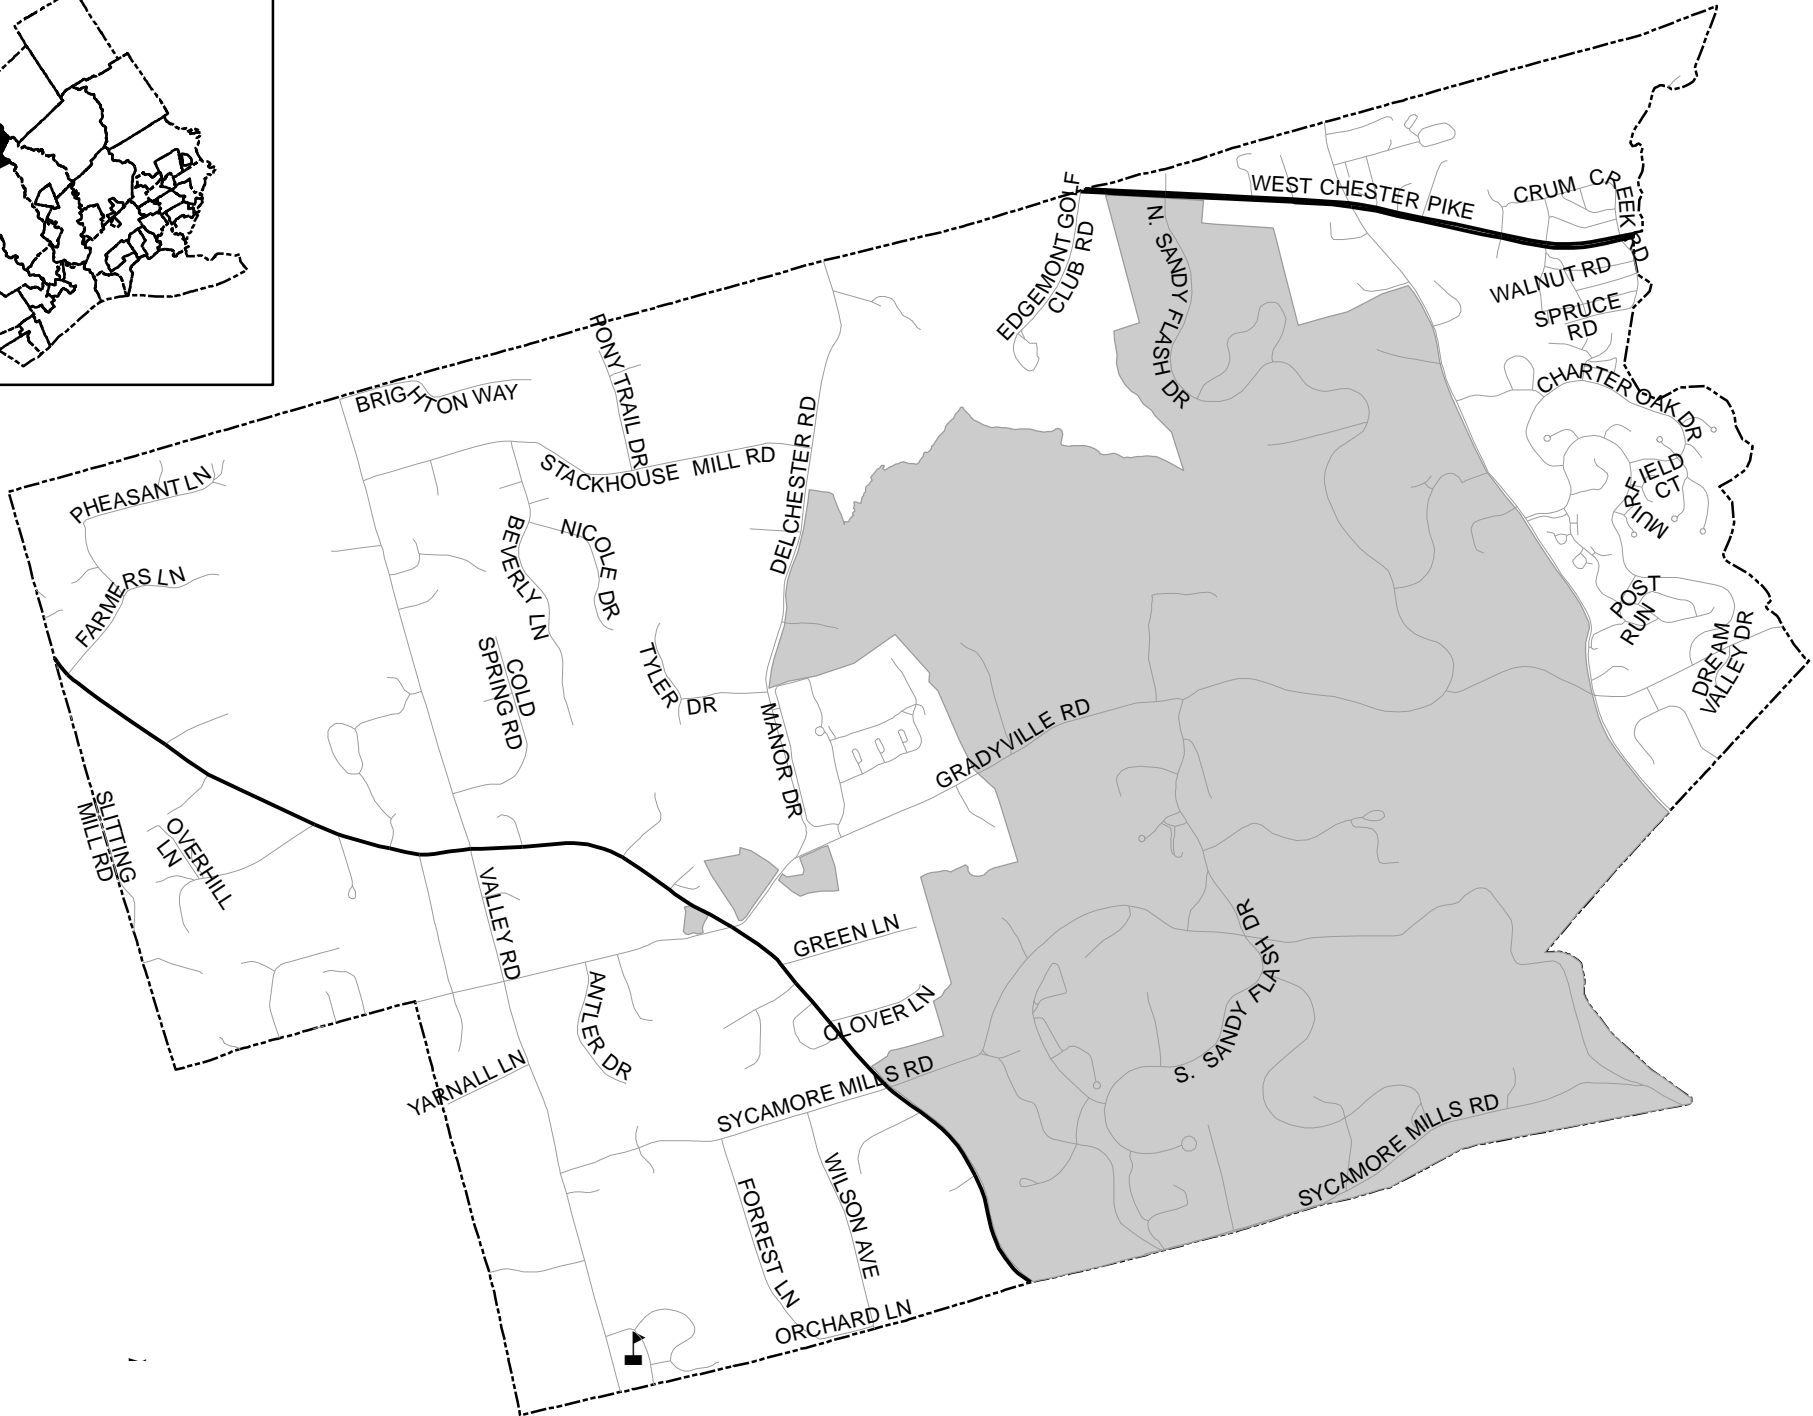 WEST CHESTER PIKE
CRUM CREEK RD
N. SANDY FLASH DR
EDGEMONT GOLF
CLUB RD
WALNUT RD
SPRUCE
RD
PONY TRAIL DR
BRIGHTON WAY
CHARTER OAK DR
DELCHESTER RD
STACKHOUSE MILL RD
PHEASANT LN
MUIRFIELD
CT
BEVERLY LN
NICOLE DR
FARMERS LN
POST
RUN
DREAM
VALLEY DR
COLD
SPRING RD
TYLER DR
MANOR DR
GRADYVILLE RD
SLITTING
MILL RD
OVERHILL
LN
VALLEY RD
GREEN LN
S. SANDY FLASH DR
ANTLER DR
CLOVER LN
YARNALL LN
SYCAMORE MILLS RD
SYCAMORE MILLS RD
FORREST LN
WILSON AVE
ORCHARD LN